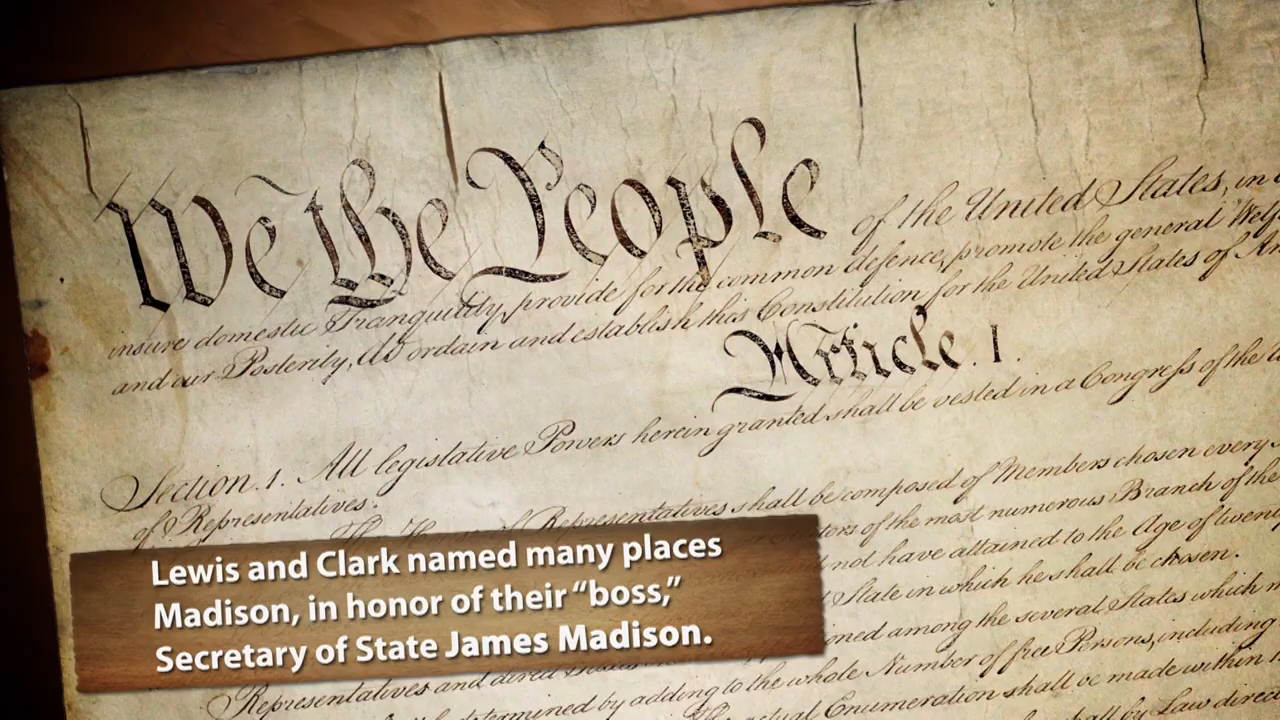 We the People of the United States, in
insure domestic Tranquility, provide for the common defence, promote the general
and our Posterity, do ordain and establish this Constitution for the United States of
Article. I.
Section. 1. All legislative Powers herein granted shall be vested in a Congress of the
of Representatives.
Representatives shall be composed of Members chosen every
of the most numerous Branch of the
have attained to the Age of
State in which he shall be chosen.
among the several States which
Lewis and Clark named many places
Madison, in honor of their “boss,”
Secretary of State James Madison.
Representatives and
determined by adding to the whole Number of free Persons, including
Enumeration shall be made within
by Law